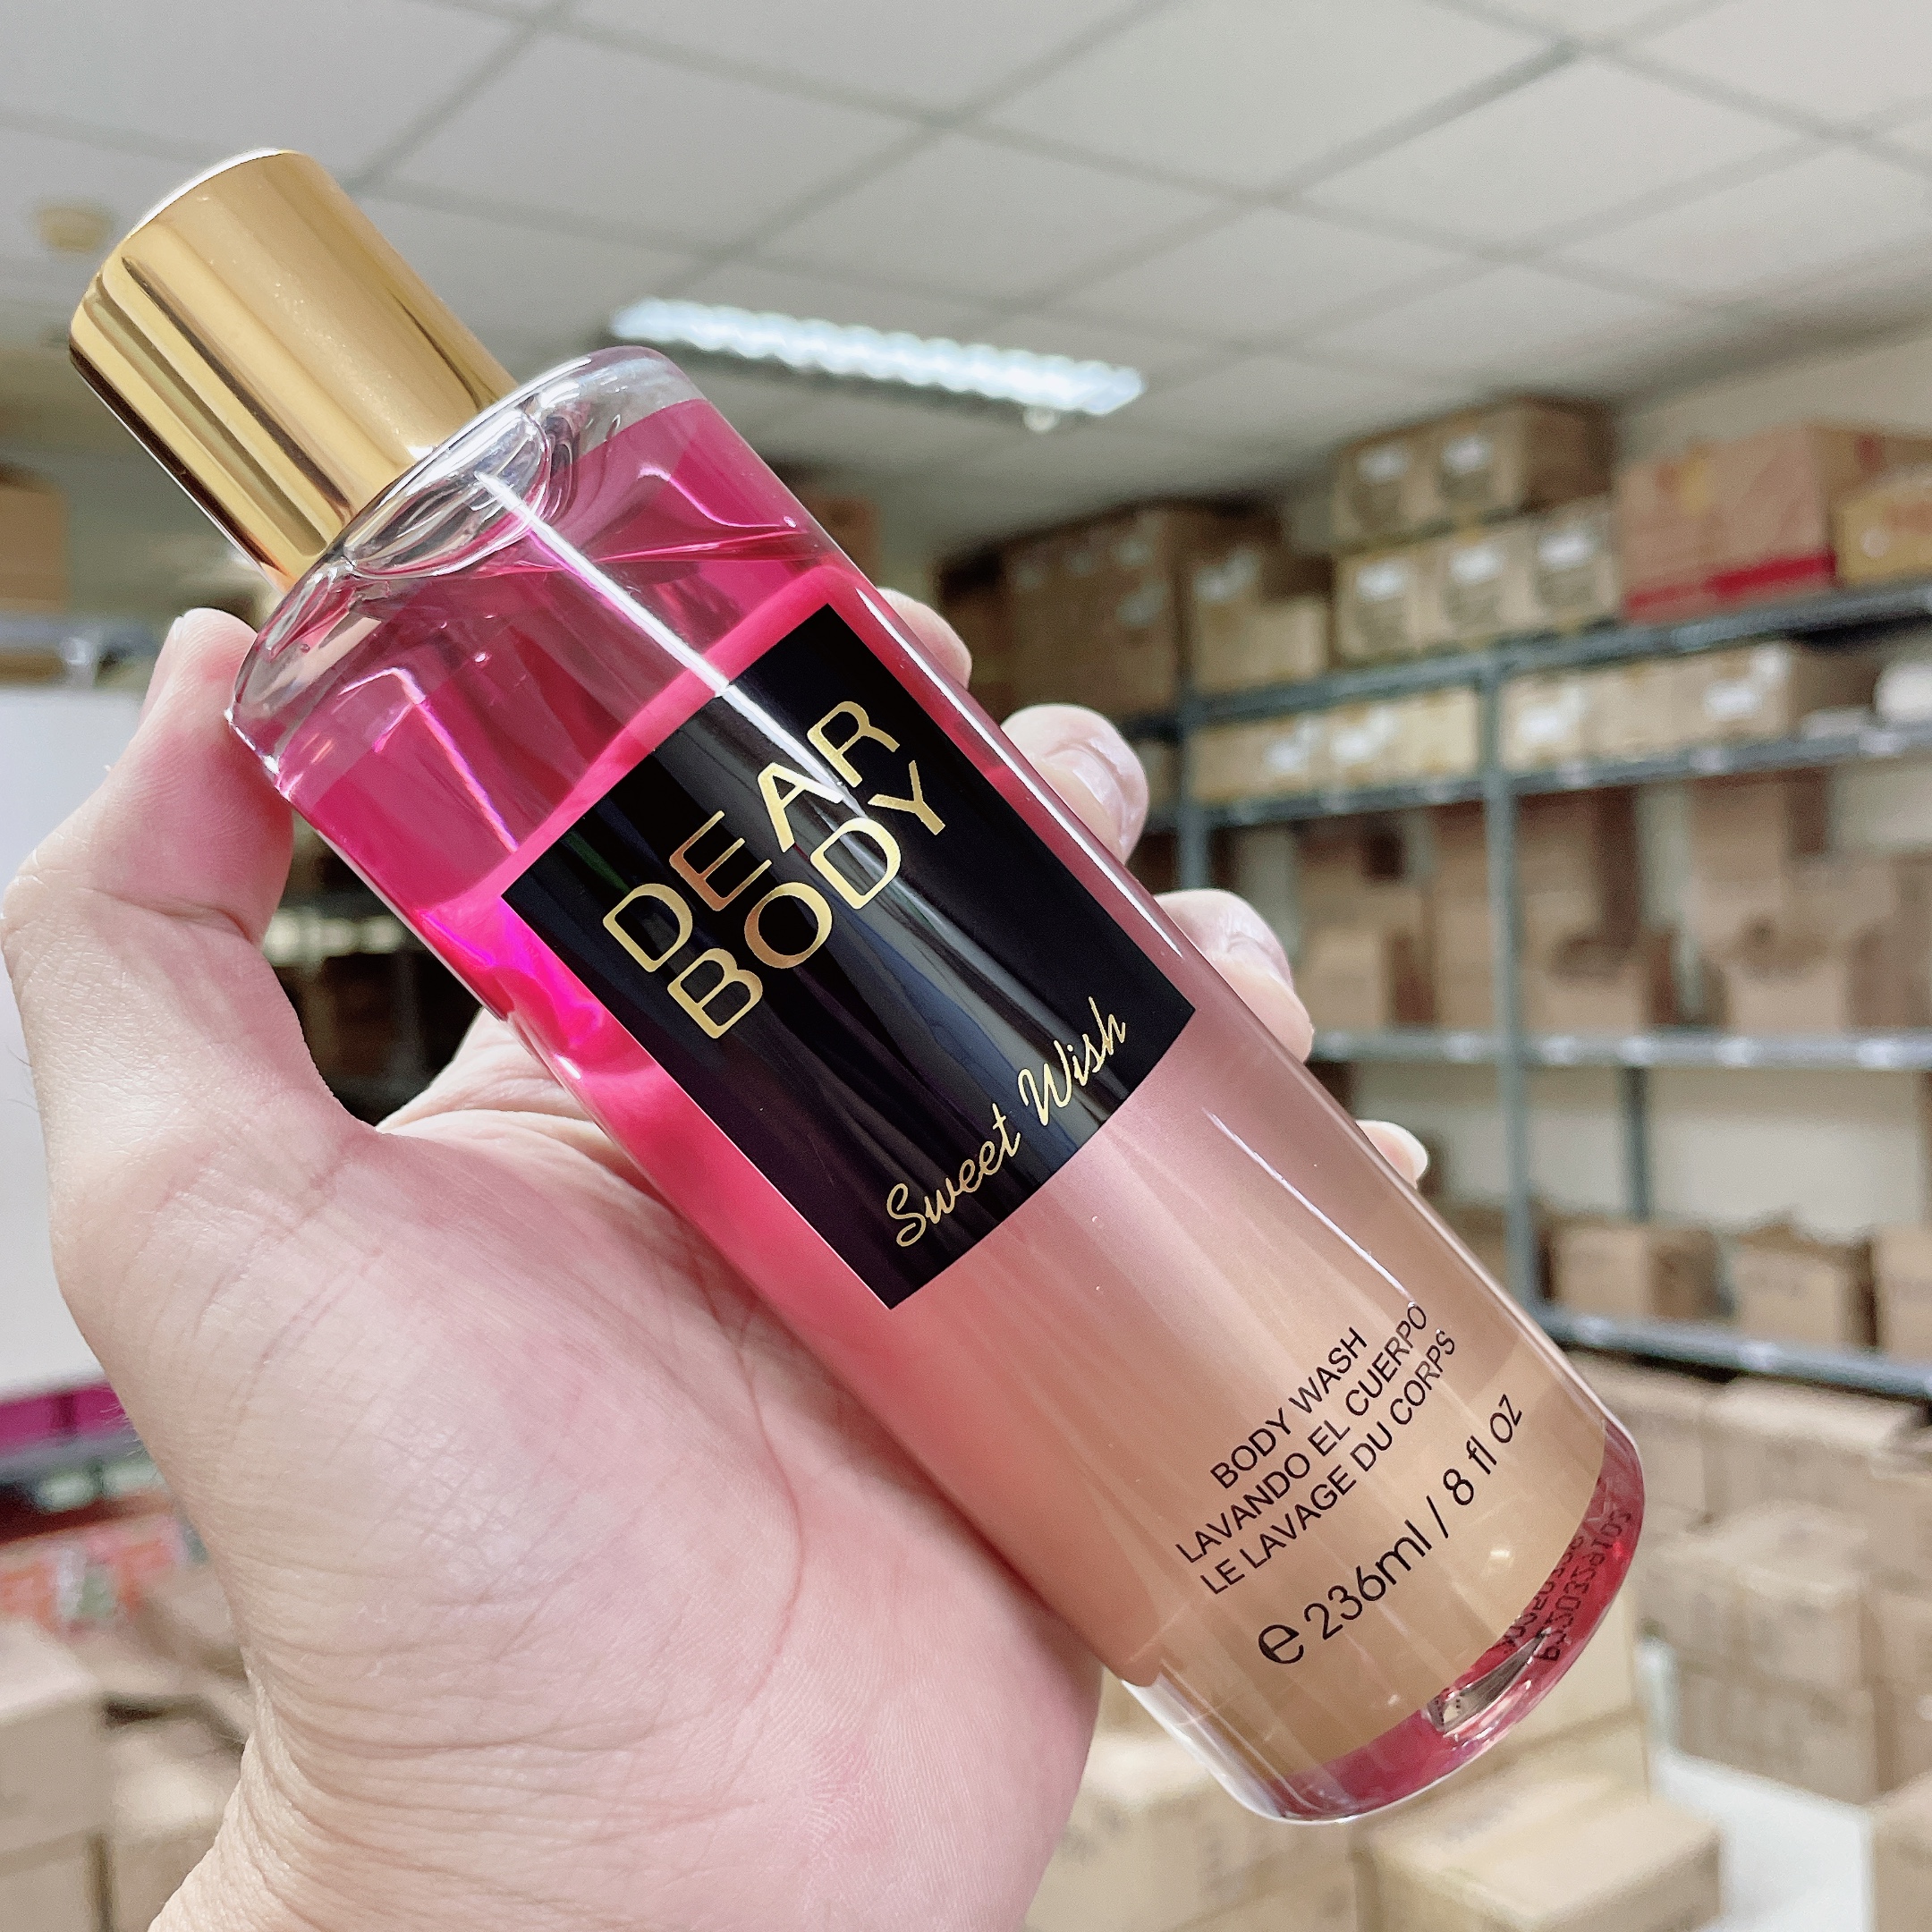 DEAR
BODY
Sweet Wish
BODY WASH
LAVANDO EL CUERPO
LE LAVAGE DU CORPS
e 236ml / 8 fl oz